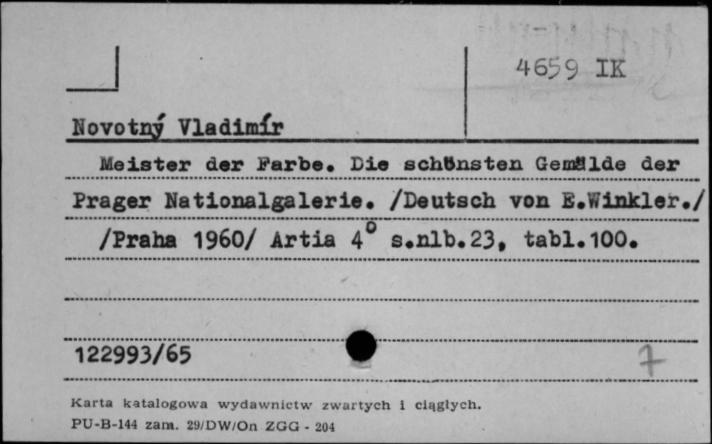 4659 IK
Novotný Vladimír
Meister der Farbe. Die schönsten Gemälde der
Prager Nationalgalerie. /Deutsch von E.Winkler./
/Praha 1960/ Artia 4° s.nlb.23, tabl.100.
122993/65
7
Karta katalogowa wydawnictw zwartych i ciągłych.
PU-B-144 zam. 29/DW/On ZGG - 204